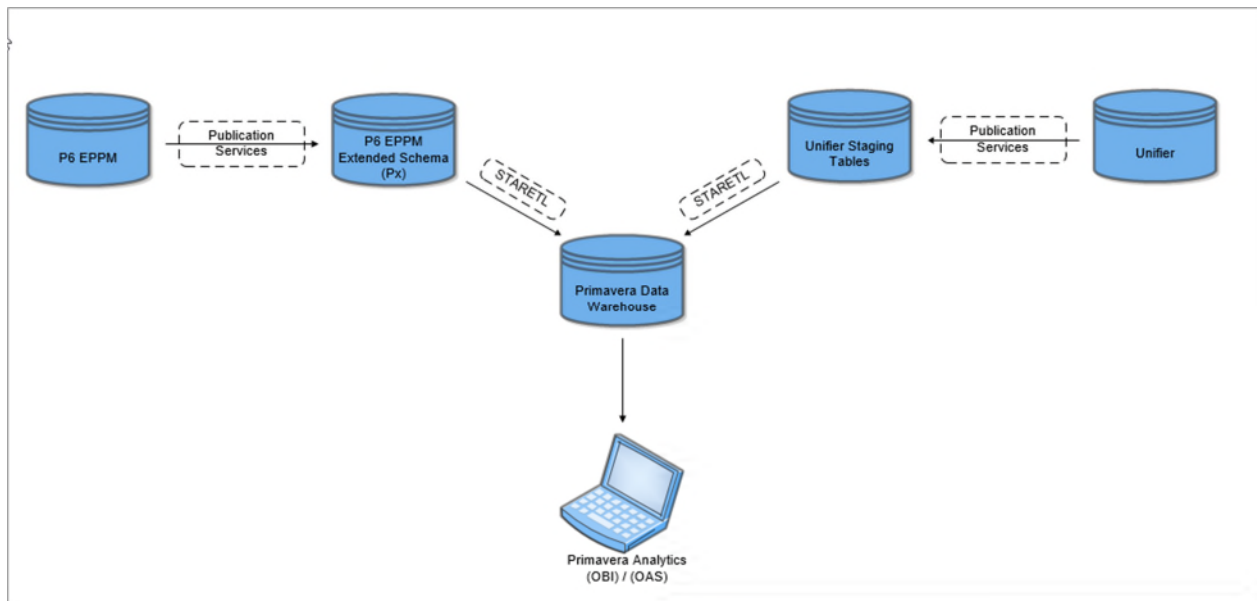 P6 EPPM
Publication
Services
P6 EPPM
Extended Schema
(Px)
Unifier Staging
Tables
Publication
Services
Unifier
STARETL
STARETL
Primavera Data
Warehouse
Primavera Analytics
(OBI) / (OAS)